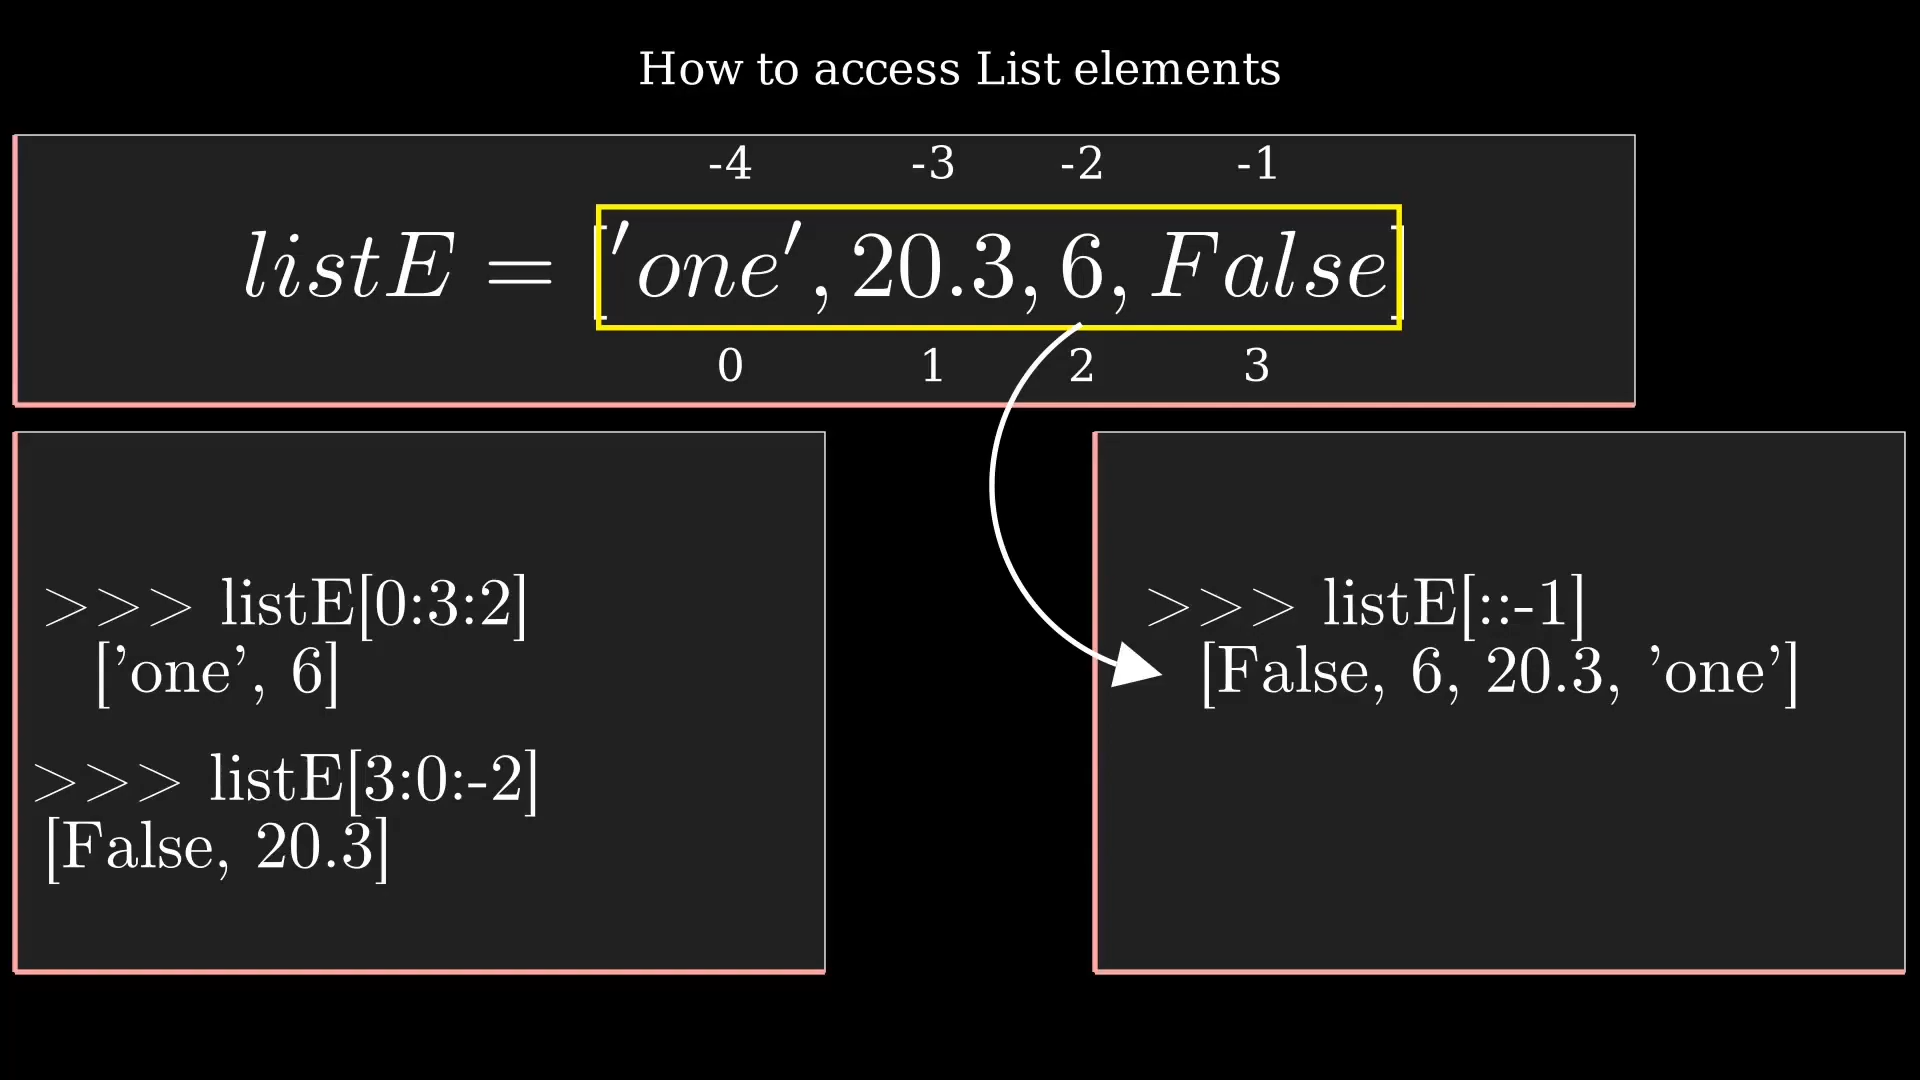 How to access List elements
-4 -3 -2 -1
listE = ['one', 20.3, 6, False]
0 1 2 3
>>> listE[0:3:2]
['one', 6]
>>> listE[3:0:-2]
[False, 20.3]
>>> listE[::-1]
[False, 6, 20.3, 'one']